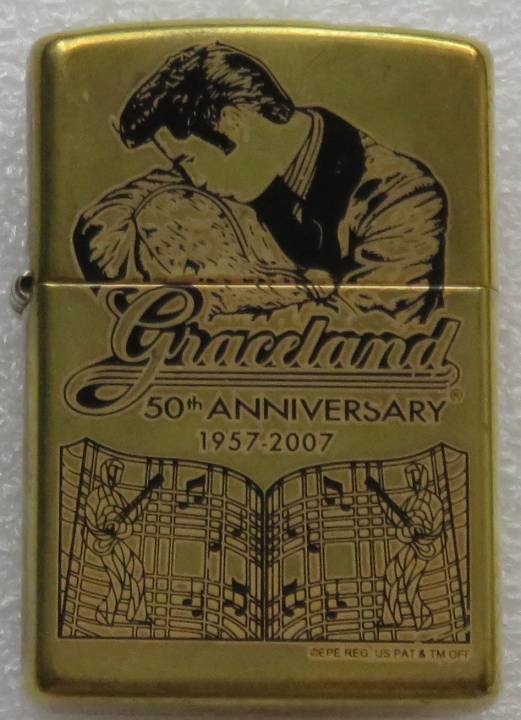 Graceland®
50th ANNIVERSARY
1957-2007
©EPE REG. US PAT & TM OFF